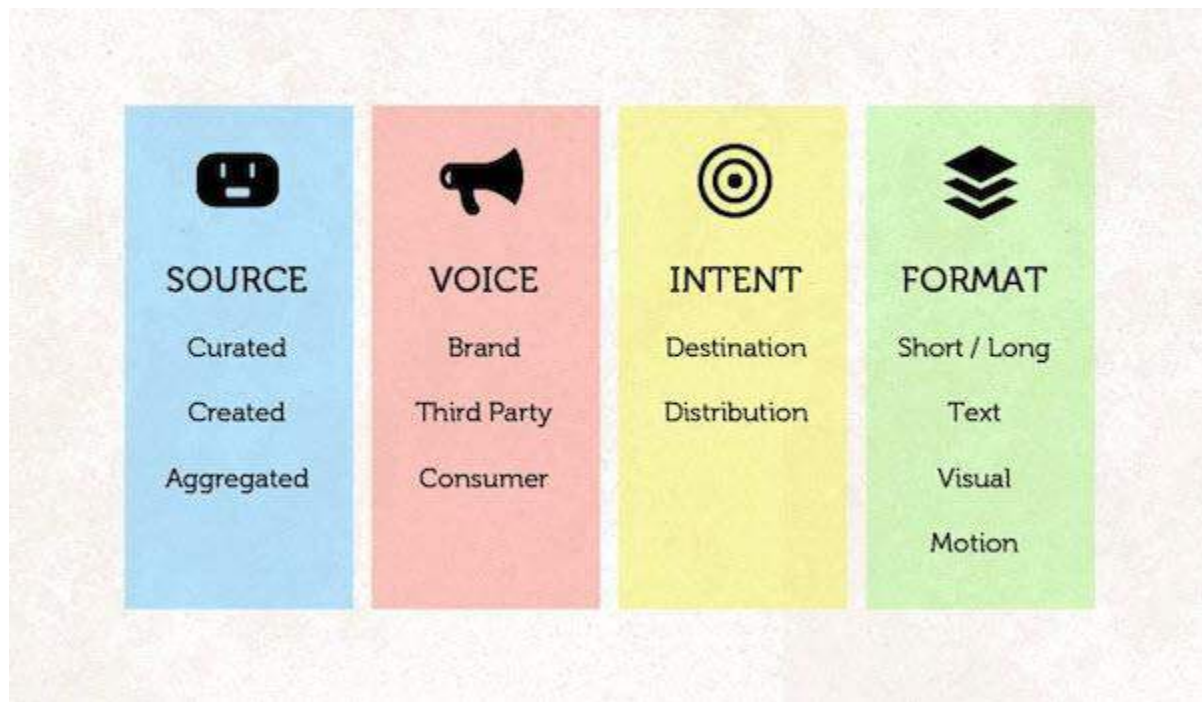 SOURCE
Curated
Created
Aggregated
VOICE
Brand
Third Party
Consumer
INTENT
Destination
Distribution
FORMAT
Short / Long
Text
Visual
Motion